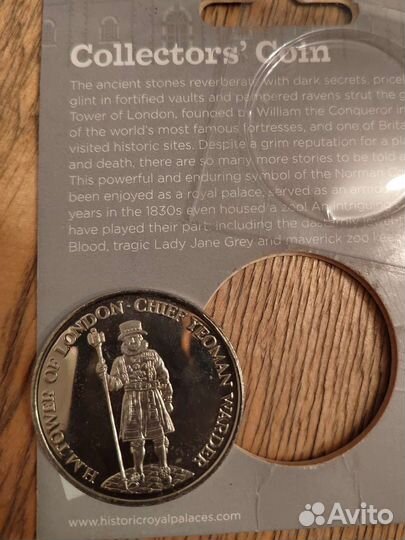 Collectors' Coin
The ancient stones reverberate with dark secrets,
glint in fortified vaults and pampered ravens strut the
Tower of London, founded by William the Conqueror in
of the world's most famous fortresses, and one of
visited historic sites. Despite a grim reputation for a
and death, there are so many more stories to be told
This powerful and enduring symbol of the Norman
been enjoyed as a royal palace, served as an
years in the 1830s even housed a zoo! An intriguing
have played their part including the
Blood, tragic Lady Jane Grey and maverick zoo
H.M. TOWER OF LONDON · CHIEF YEOMAN WARDER
www.historicroyalpalaces.com
Avito